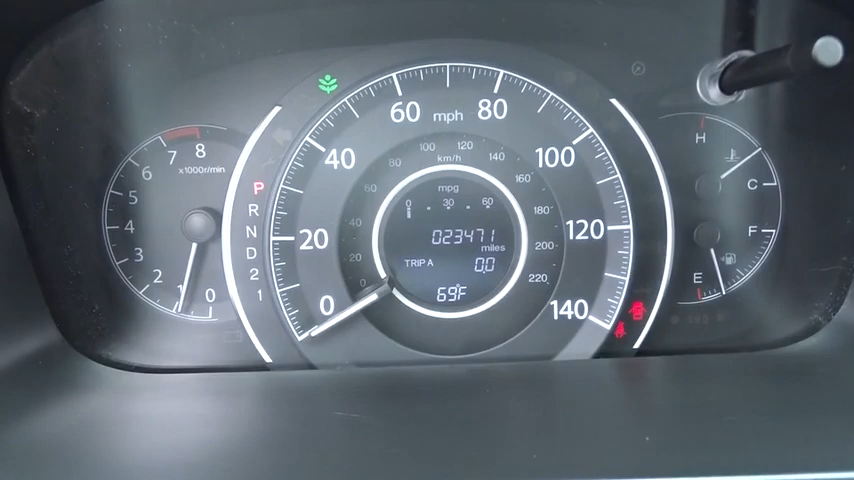 8
7
6
5
4
3
2
1
0
x1000r/min
P
R
N
D
2
1
0
20
40
60
mph
80
100
120
140
0
20
40
60
80
100
120
140
160
180
200
220
km/h
mpg
0 30 60
023471
miles
TRIP A 0.0
69°F
H
C
F
E